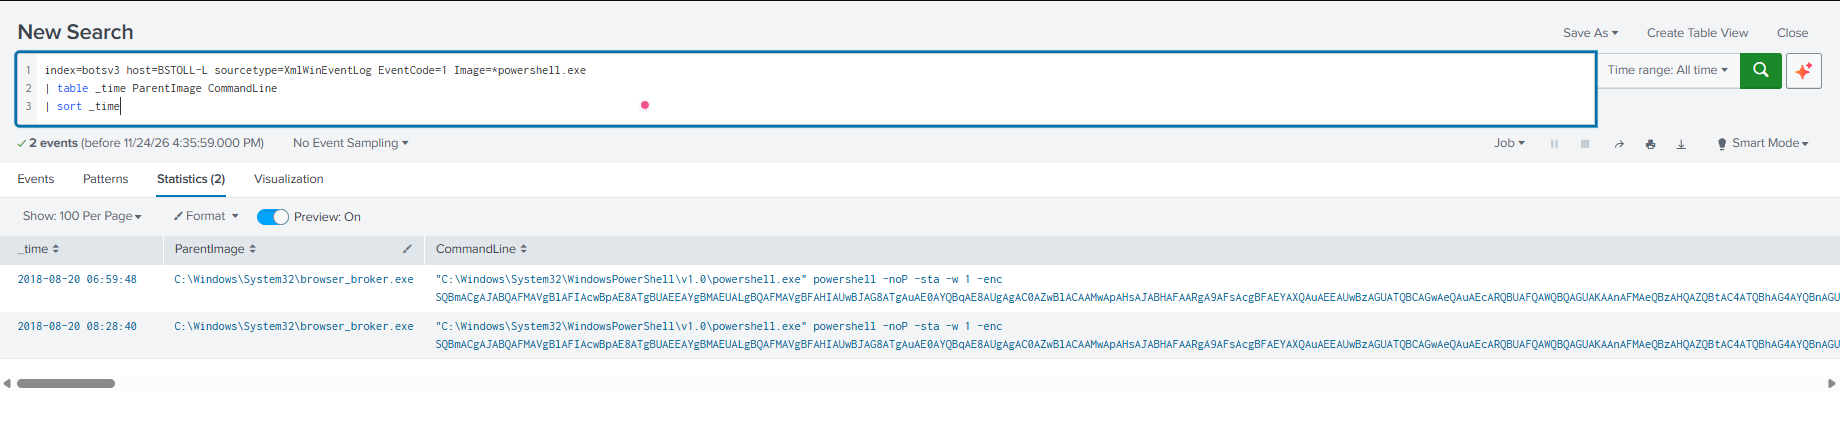 New Search
Save As
Create Table View
Close
1 index=botsv3 host=BSTOLL-L sourcetype=XmlWinEventLog EventCode=1 Image=*powershell.exe
2 | table _time ParentImage CommandLine
3 | sort _time
Time range: All time
2 events (before 11/24/26 4:35:59.000 PM)
No Event Sampling
Job
Smart Mode
Events
Patterns
Statistics (2)
Visualization
Show: 100 Per Page
Format
Preview: On
_time
ParentImage
CommandLine
2018-08-20 06:59:48
C:\Windows\System32\browser_broker.exe
"C:\Windows\System32\WindowsPowerShell\v1.0\powershell.exe" powershell -noP -sta -w 1 -enc
2018-08-20 08:28:40
C:\Windows\System32\browser_broker.exe
"C:\Windows\System32\WindowsPowerShell\v1.0\powershell.exe" powershell -noP -sta -w 1 -enc